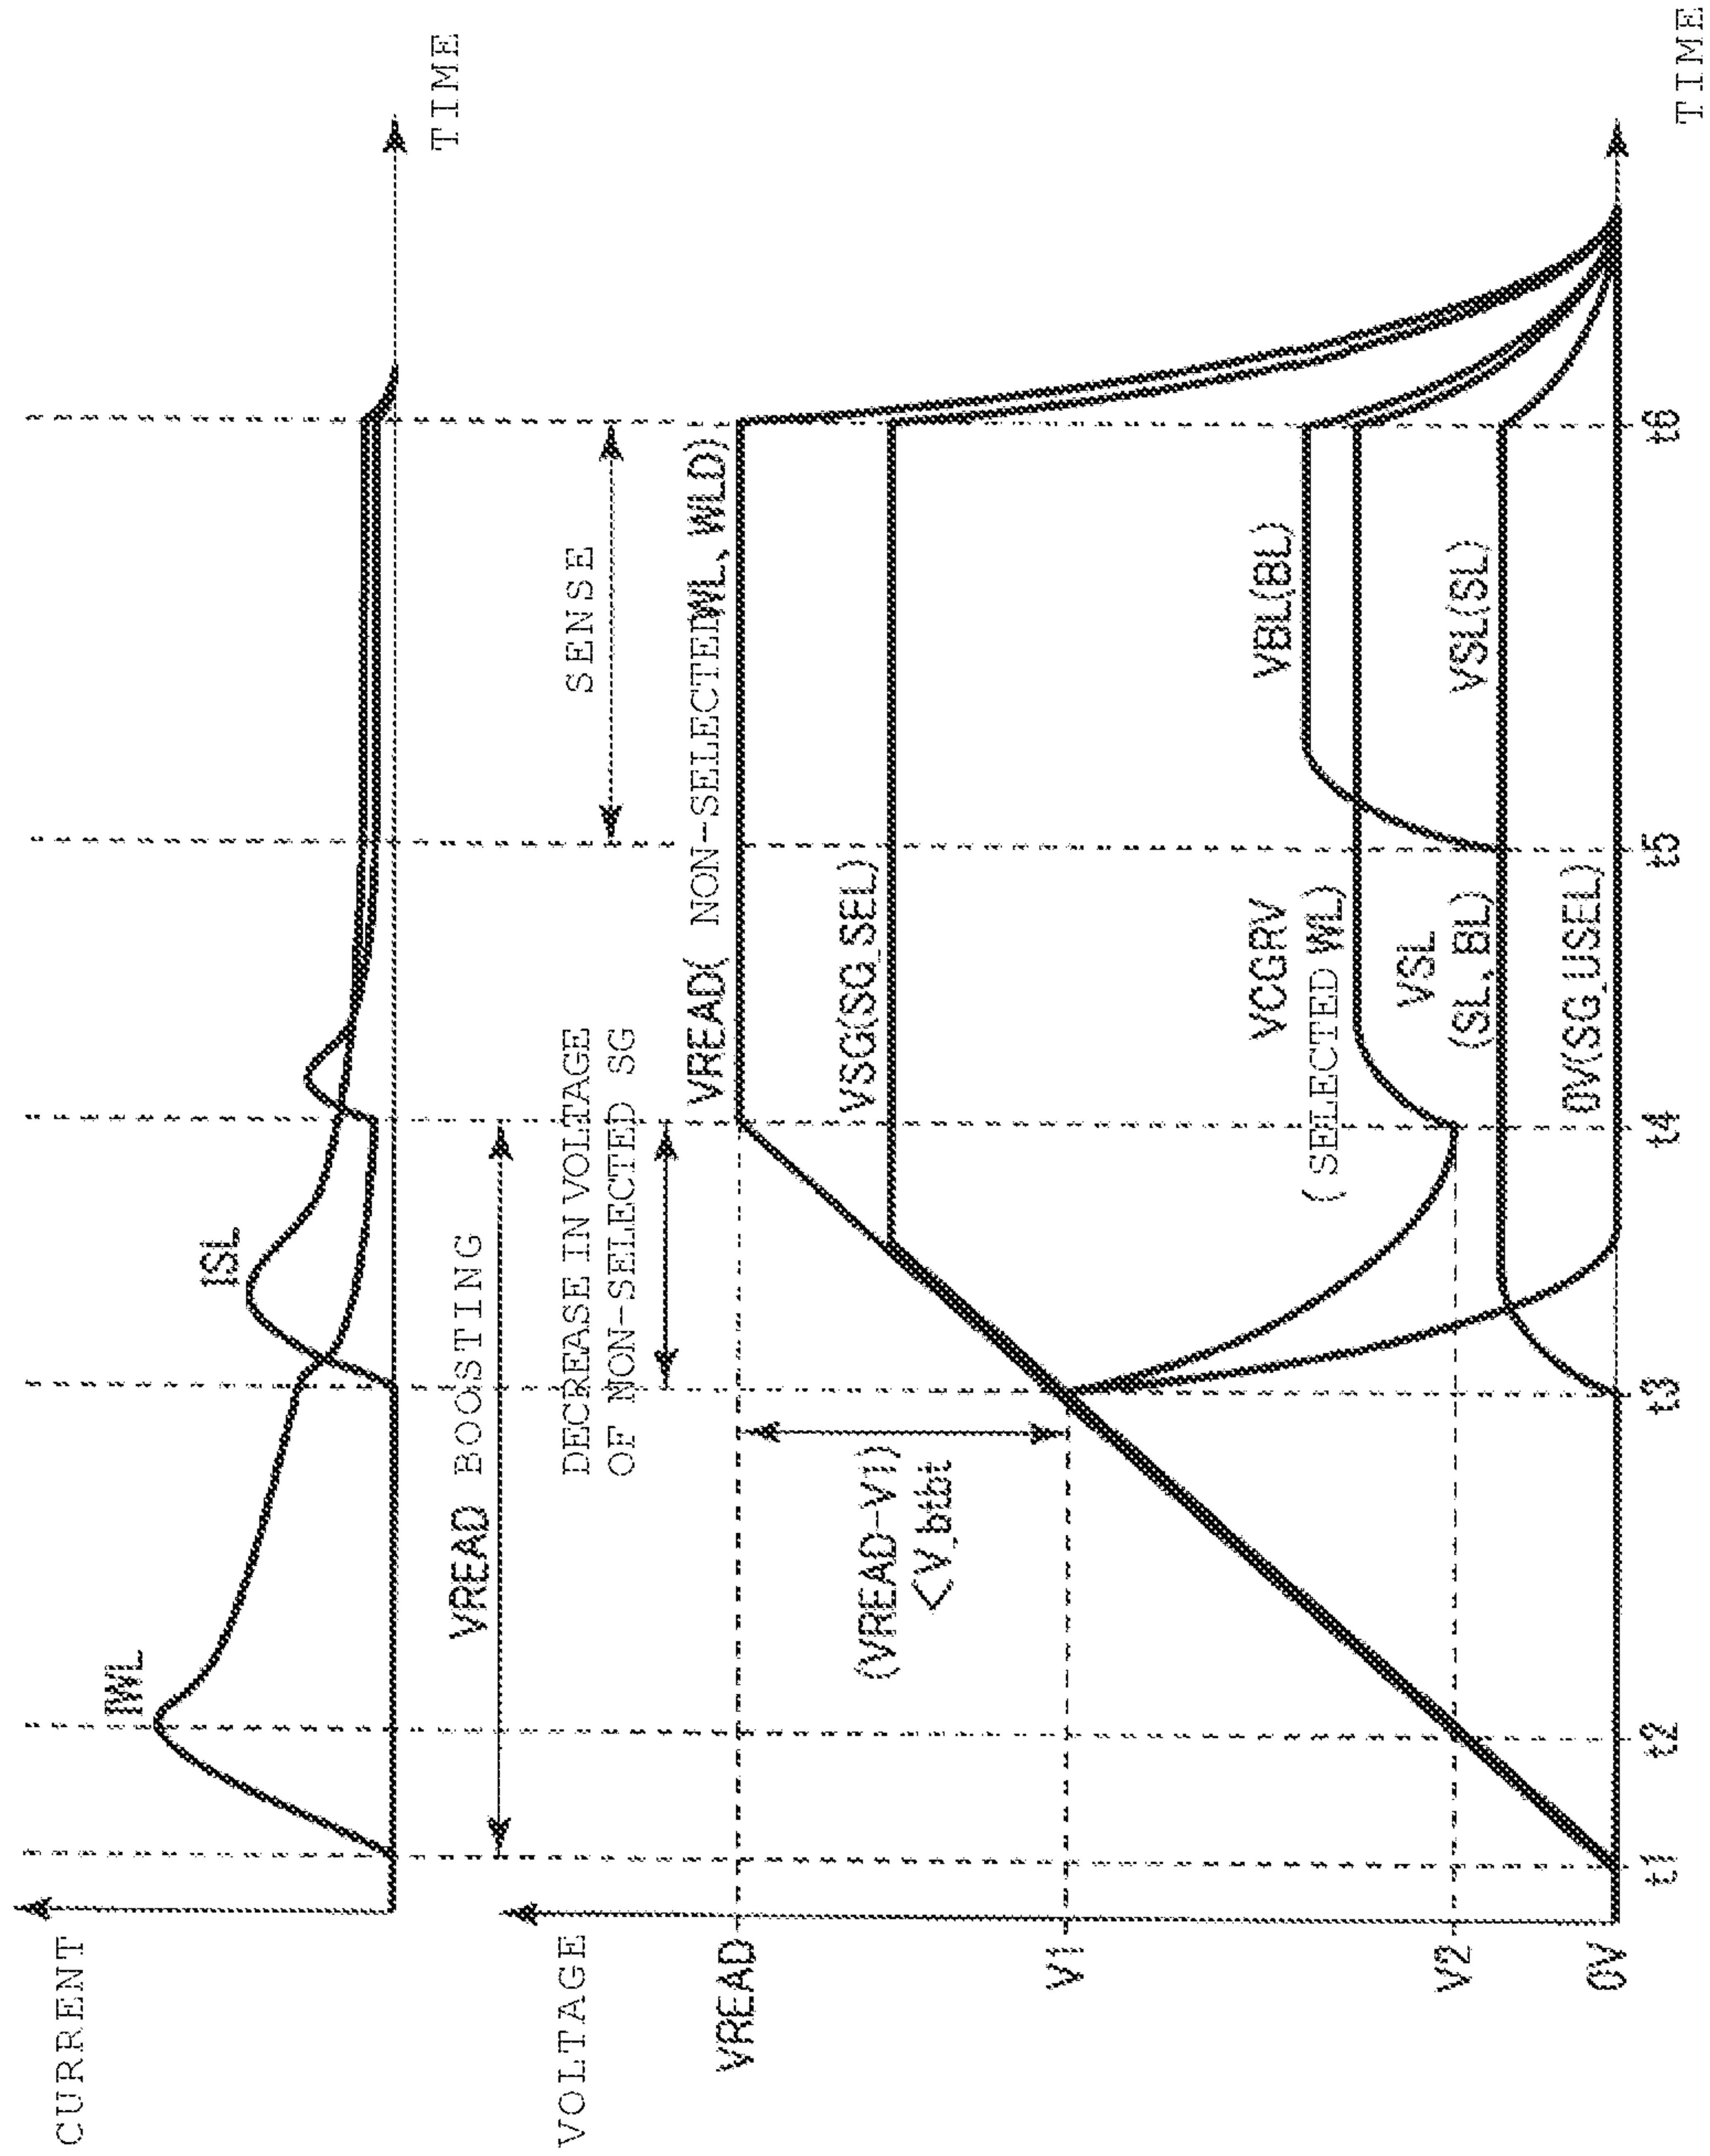 CURRENT
IWL
ISL
TIME
VREAD BOOSTING
DECREASE IN VOLTAGE
OF NON-SELECTED SG
SENSE
VOLTAGE
VREAD( NON-SELECTEDWL, WLD)
VREAD
VSG(SG_SEL)
(VREAD-V1)
<V_btbt
V1
VCGRV
( SELECTED WL)
VBL(BL)
VSL
(SL, BL)
VSL(SL)
V2
0V(SG_USEL)
0V
t1
t2
t3
t4
t5
t6
TIME